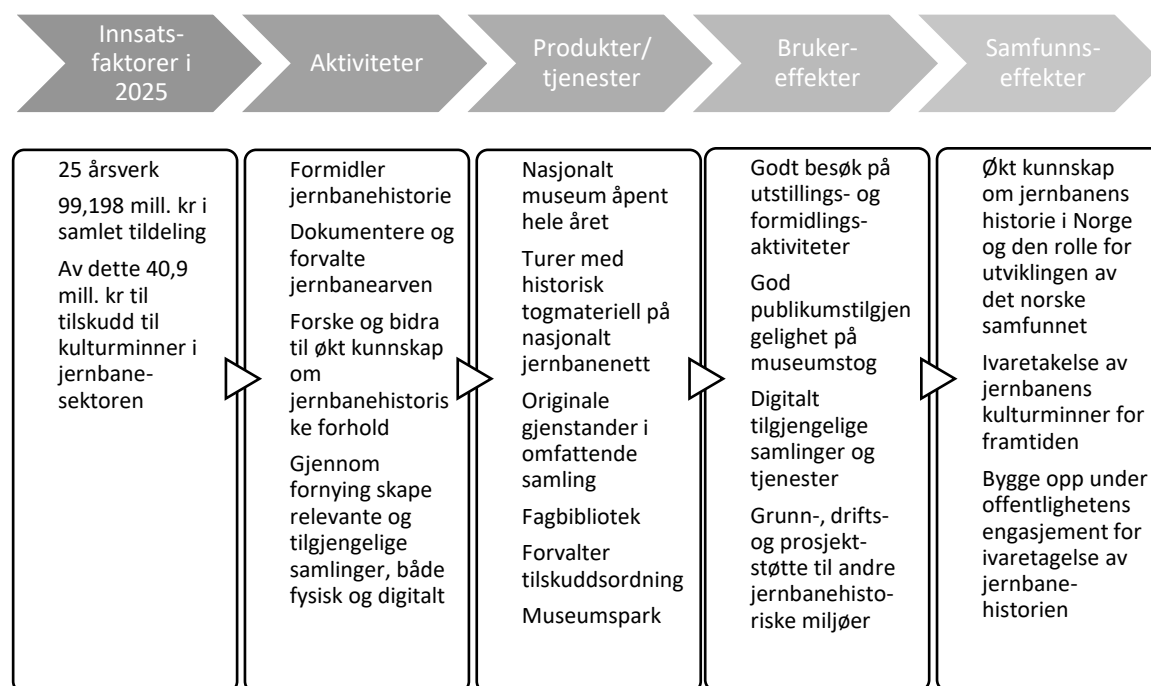 Innsats-
faktorer i
2025
Aktiviteter
Produkter/
tjenester
Bruker-
effekter
Samfunns-
effekter
25 årsverk
99,198 mill. kr i
samlet tildeling
Av dette 40,9
mill. kr til
tilskudd til
kulturminner i
jernbane-
sektoren
Formidler
jernbanehistorie
Dokumentere og
forvalte
jernbanearven
Forske og bidra
til økt kunnskap
om
jernbanehistoris
ke forhold
Gjennom
fornying skape
relevante og
tilgjengelige
samlinger, både
fysisk og digitalt
Nasjonalt
museum åpent
hele året
Turer med
historisk
togmateriell på
nasjonalt
jernbanenett
Originale
gjenstander i
omfattende
samling
Fagbibliotek
Forvalter
tilskuddsordning
Museumspark
Godt besøk på
utstillings- og
formidlings-
aktiviteter
God
publikumstilgjen
gelighet på
museumstog
Digitalt
tilgjengelige
samlinger og
tjenester
Grunn-, drifts-
og prosjekt-
støtte til andre
jernbanehisto-
riske miljøer
Økt kunnskap
om jernbanens
historie i Norge
og den rolle for
utviklingen av
det norske
samfunnet
Ivaretakelse av
jernbanens
kulturminner for
framtiden
Bygge opp under
offentlighetens
engasjement for
ivaretagelse av
jernbane-
historien